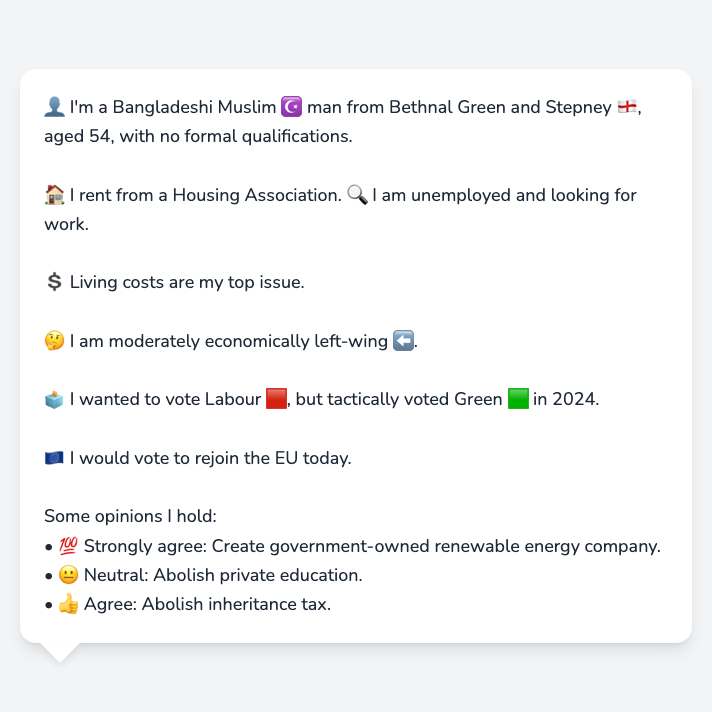 👤 I'm a Bangladeshi Muslim ☪️ man from Bethnal Green and Stepney 🏴󠁧󠁢󠁥󠁮󠁧󠁿,
aged 54, with no formal qualifications.
🏠 I rent from a Housing Association. 🔍 I am unemployed and looking for
work.
💲 Living costs are my top issue.
🤔 I am moderately economically left-wing ⬅️.
🗳️ I wanted to vote Labour 🟥, but tactically voted Green 🟩 in 2024.
🇪🇺 I would vote to rejoin the EU today.
Some opinions I hold:
• 💯 Strongly agree: Create government-owned renewable energy company.
• 😐 Neutral: Abolish private education.
• 👍 Agree: Abolish inheritance tax.